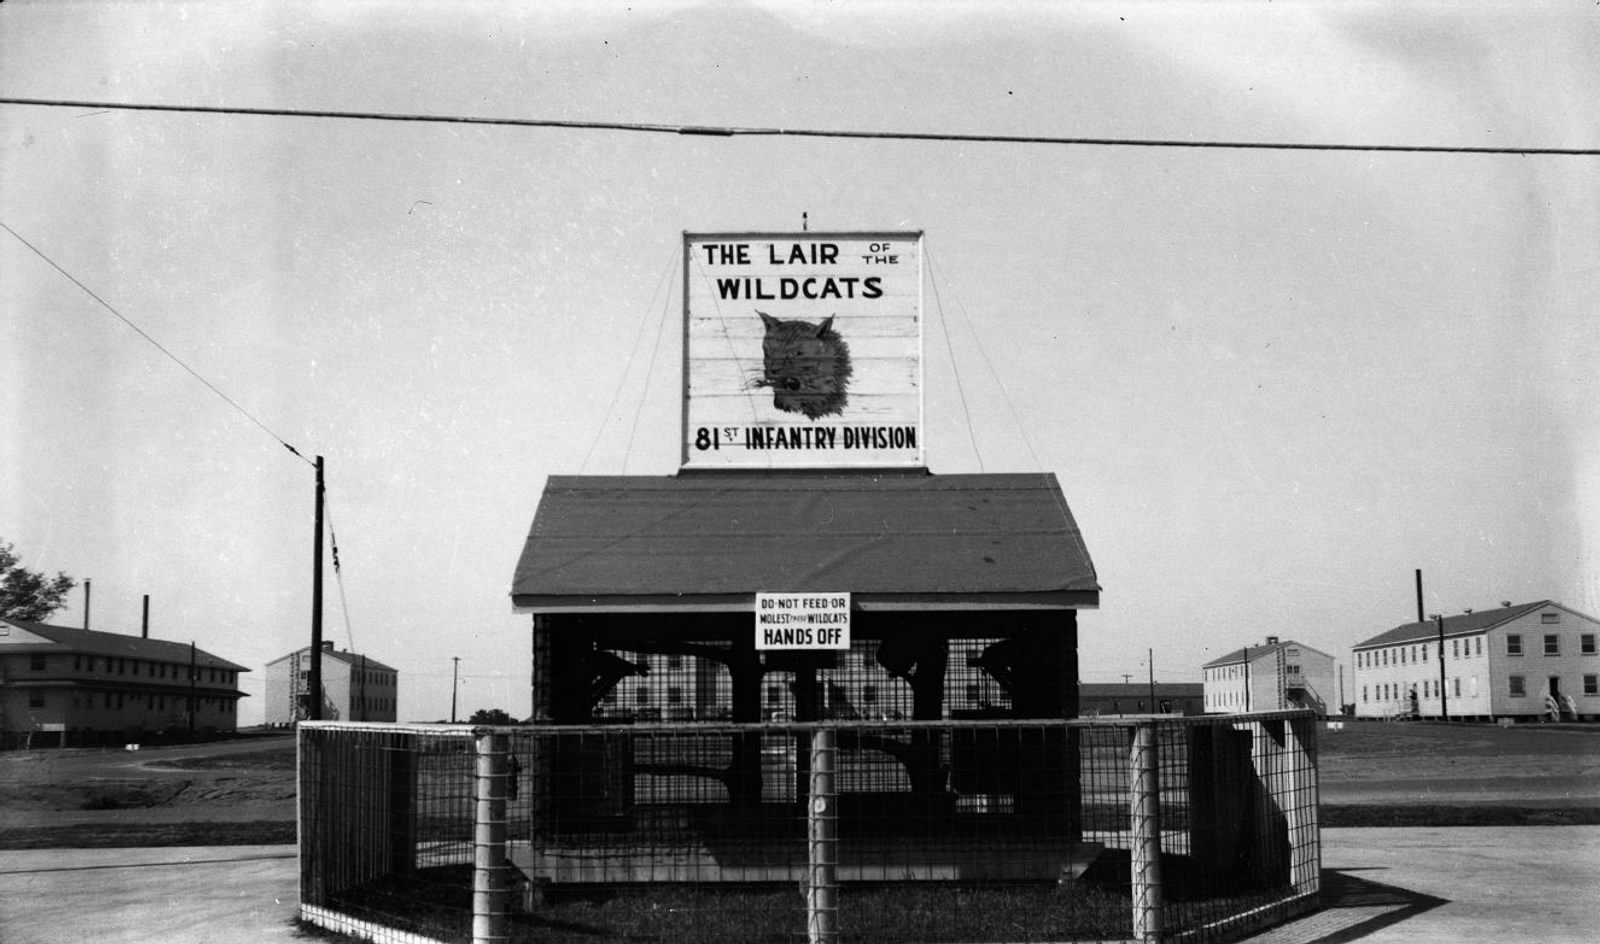 THE LAIR OF THE
WILDCATS
81ST INFANTRY DIVISION
DO NOT FEED OR
MOLEST THESE WILDCATS
HANDS OFF